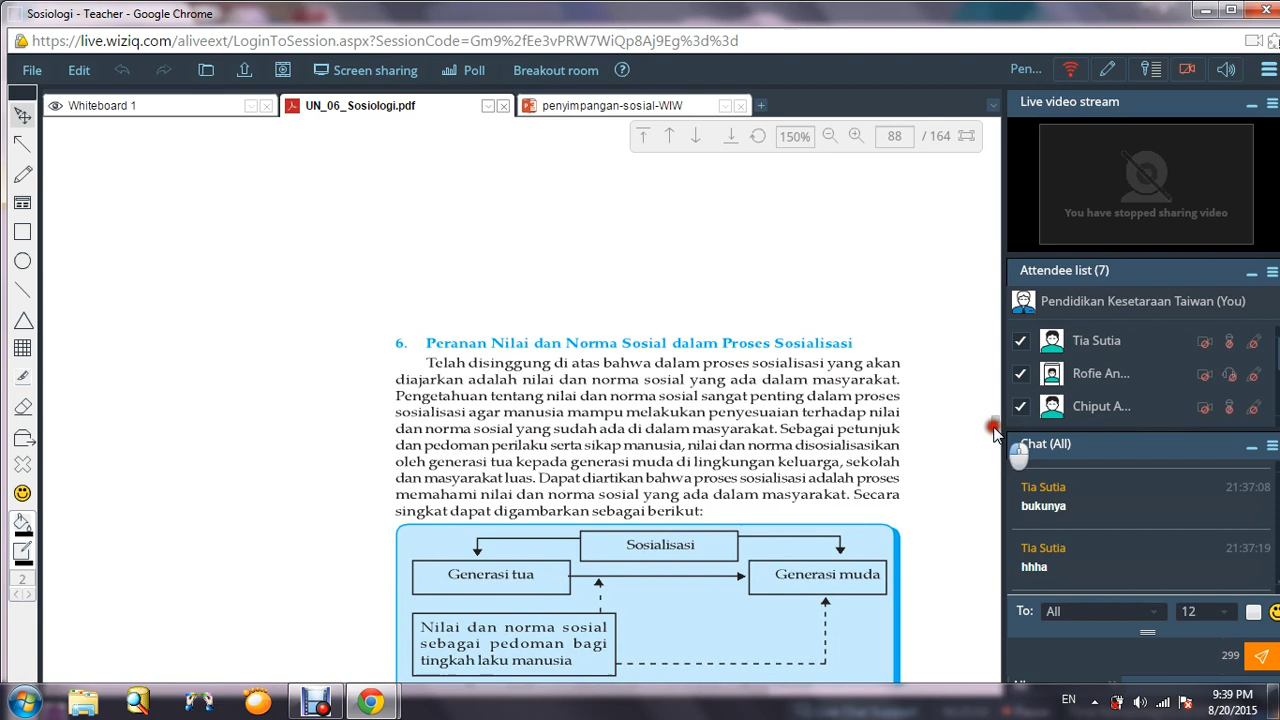 Sosiologi - Teacher - Google Chrome
https://live.wiziq.com/aliveext/LoginToSession.aspx?SessionCode=Gm9%2fEe3vPRW7WiQp8Aj9Eg%3d%3d
File Edit Screen sharing Poll Breakout room Pen...
Whiteboard 1 UN_06_Sosiologi.pdf penyimpangan-sosial-WIW
150% 88 / 164
Live video stream
You have stopped sharing video
Attendee list (7)
Pendidikan Kesetaraan Taiwan (You)
Tia Sutia
Rofie An...
Chiput A...
6. Peranan Nilai dan Norma Sosial dalam Proses Sosialisasi
Telah disinggung di atas bahwa dalam proses sosialisasi yang akan
diajarkan adalah nilai dan norma sosial yang ada dalam masyarakat.
Pengetahuan tentang nilai dan norma sosial sangat penting dalam proses
sosialisasi agar manusia mampu melakukan penyesuaian terhadap nilai
dan norma sosial yang sudah ada di dalam masyarakat. Sebagai petunjuk
dan pedoman perilaku serta sikap manusia, nilai dan norma disosialisasikan
oleh generasi tua kepada generasi muda di lingkungan keluarga, sekolah
dan masyarakat luas. Dapat diartikan bahwa proses sosialisasi adalah proses
memahami nilai dan norma sosial yang ada dalam masyarakat. Secara
singkat dapat digambarkan sebagai berikut:
Sosialisasi
Generasi tua
Generasi muda
Nilai dan norma sosial
sebagai pedoman bagi
tingkah laku manusia
Chat (All)
Tia Sutia 21:37:08
bukunya
Tia Sutia 21:37:19
hhha
To: All 12
299
2
EN
9:39 PM
8/20/2015